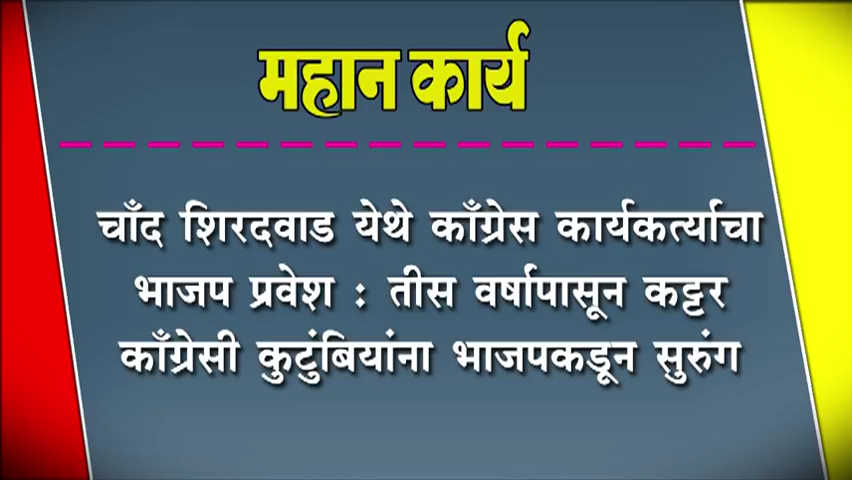 महान कार्य
चाँद शिरदवाड येथे काँग्रेस कार्यकर्त्याचा
भाजप प्रवेश : तीस वर्षापासून कट्टर
काँग्रेसी कुटुंबियांना भाजपकडून सुरुंग